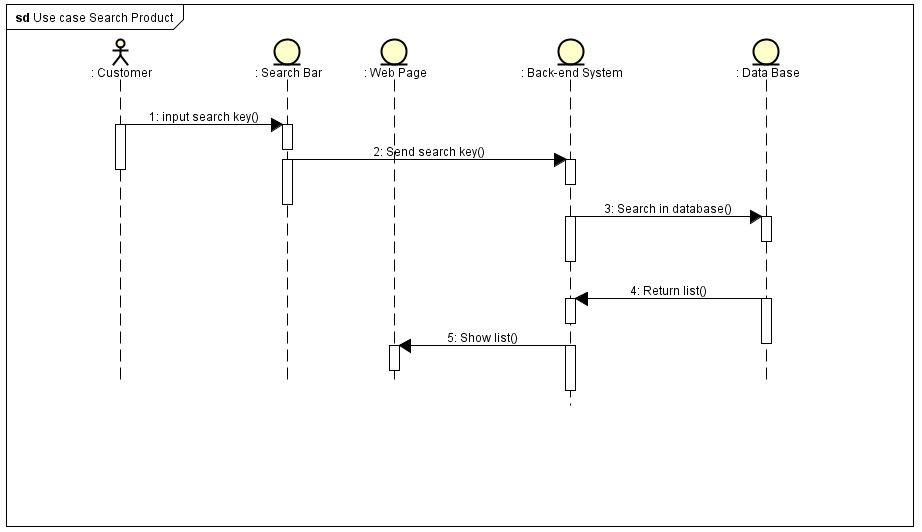 sd Use case Search Product
: Customer
: Search Bar
: Web Page
: Back-end System
: Data Base
1: input search key()
2: Send search key()
3: Search in database()
4: Return list()
5: Show list()